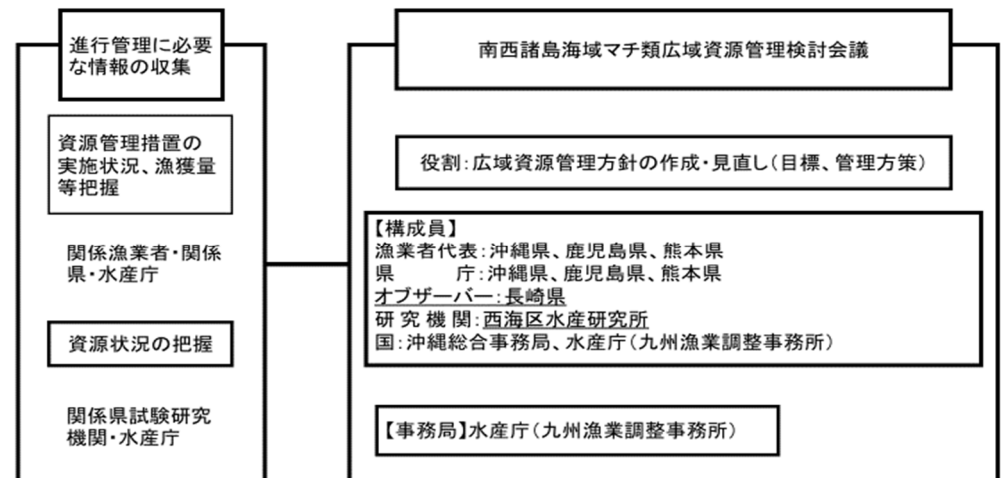 進行管理に必要
な情報の収集
資源管理措置の
実施状況、漁獲量
等把握
関係漁業者・関係
県・水産庁
資源状況の把握
関係県試験研究
機関・水産庁
南西諸島海域マチ類広域資源管理検討会議
役割：広域資源管理方針の作成・見直し（目標、管理方策）
【構成員】
漁業者代表：沖縄県、鹿児島県、熊本県
県　　　庁：沖縄県、鹿児島県、熊本県
オブザーバー：長崎県
研究機関：西海区水産研究所
国：沖縄総合事務局、水産庁（九州漁業調整事務所）
【事務局】水産庁（九州漁業調整事務所）